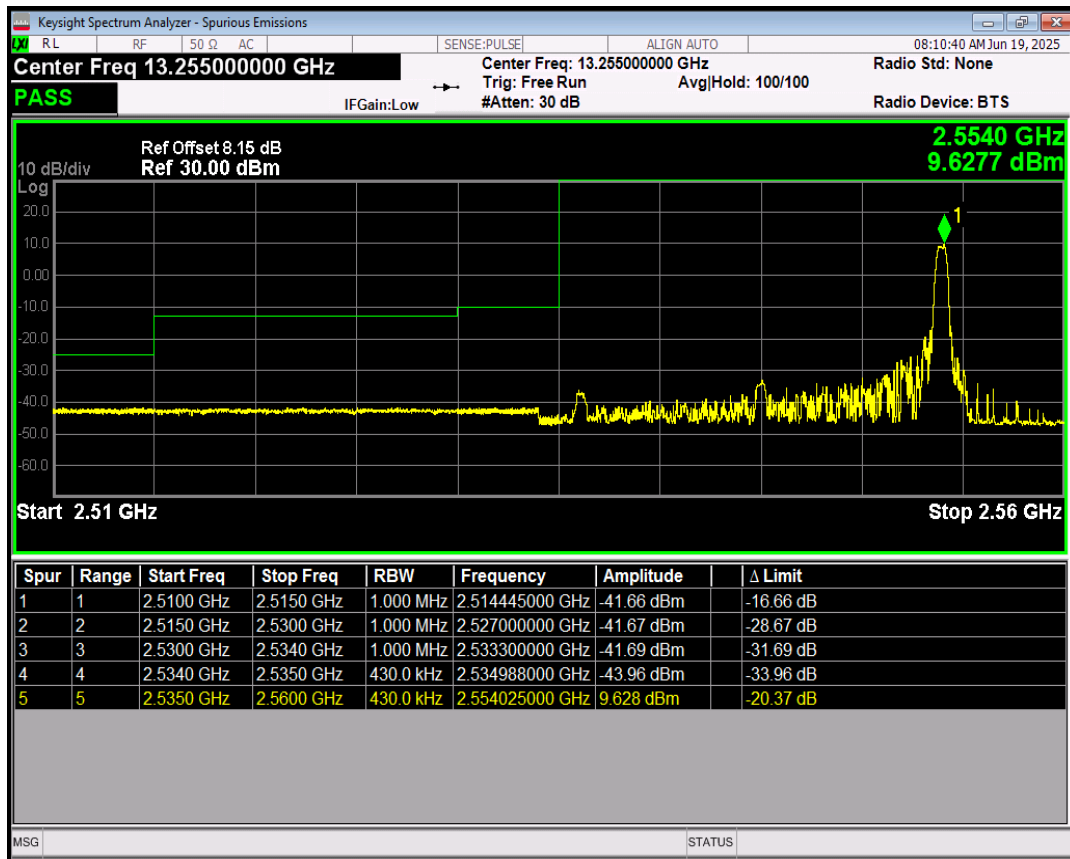 Keysight Spectrum Analyzer - Spurious Emissions
LXI RL RF 50 Ω AC SENSE:PULSE ALIGN AUTO 08:10:40 AM Jun 19, 2025
Center Freq 13.255000000 GHz Center Freq: 13.255000000 GHz Radio Std: None
Trig: Free Run Avg|Hold: 100/100
PASS IFGain:Low #Atten: 30 dB Radio Device: BTS
2.5540 GHz
9.6277 dBm
Ref Offset 8.15 dB
10 dB/div Ref 30.00 dBm
Log
20.0
1
10.0
0.00
-10.0
-20.0
-30.0
-40.0
-50.0
-60.0
Start 2.51 GHz Stop 2.56 GHz
Spur Range Start Freq Stop Freq RBW Frequency Amplitude Δ Limit
1 1 2.5100 GHz 2.5150 GHz 1.000 MHz 2.514445000 GHz -41.66 dBm -16.66 dB
2 2 2.5150 GHz 2.5300 GHz 1.000 MHz 2.527000000 GHz -41.67 dBm -28.67 dB
3 3 2.5300 GHz 2.5340 GHz 1.000 MHz 2.533300000 GHz -41.69 dBm -31.69 dB
4 4 2.5340 GHz 2.5350 GHz 430.0 kHz 2.534988000 GHz -43.96 dBm -33.96 dB
5 5 2.5350 GHz 2.5600 GHz 430.0 kHz 2.554025000 GHz 9.628 dBm -20.37 dB
MSG STATUS